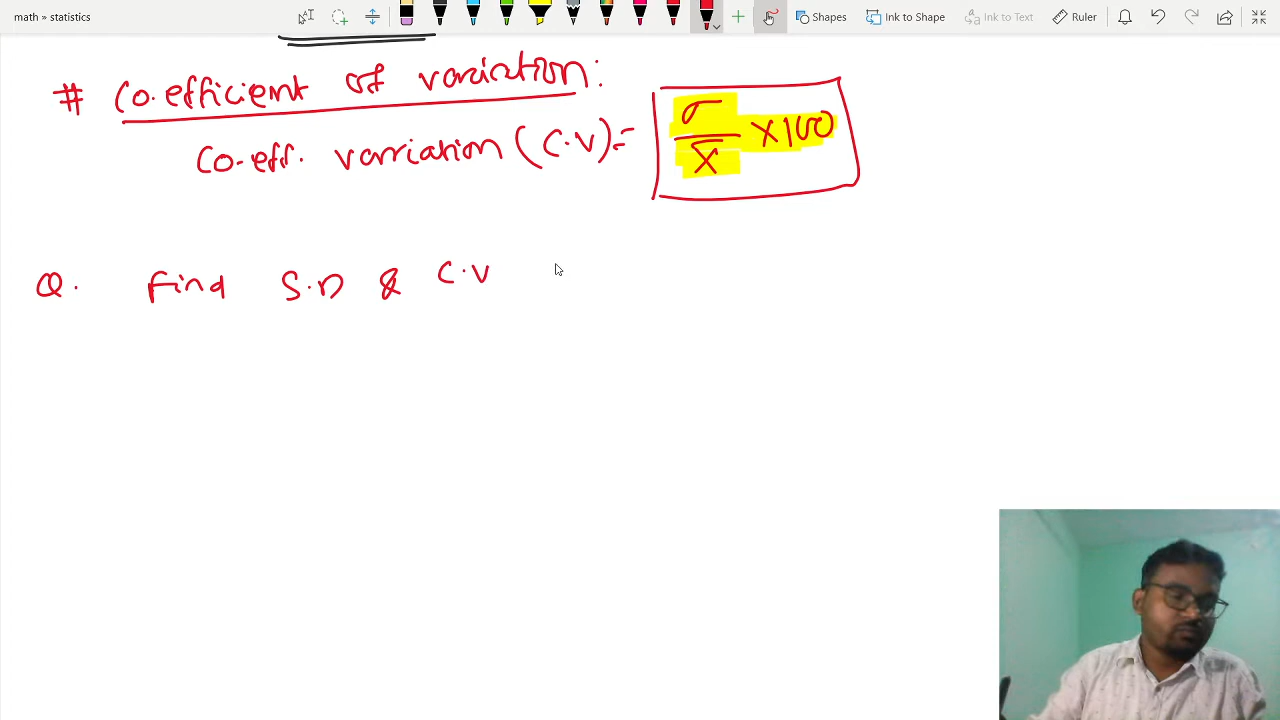 math » statistics
Shapes Ink to Shape Ink to Text Ruler
# Co.efficient of variation:
Co-eff. variation (C.V) = σ/x̅ ×100
Q. Find S.D & C.V